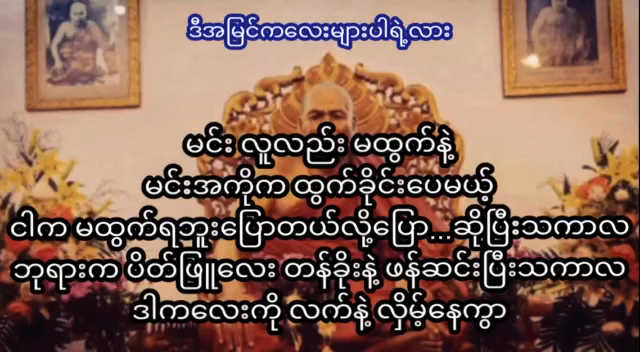 ဒီအမြင်ကလေးများပါရဲ့လား
မင်း လူလည်း မထွက်နဲ့
မင်းအကိုက ထွက်ခိုင်းပေမယ့်
ငါက မထွက်ရဘူးပြောတယ်လို့ပြော...ဆိုပြီးသကာလ
ဘုရားက ပိတ်ဖြူလေး တန်ခိုးနဲ့ ဖန်ဆင်းပြီးသကာလ
ဒါကလေးကို လက်နဲ့ လှိမ့်နေကွာ